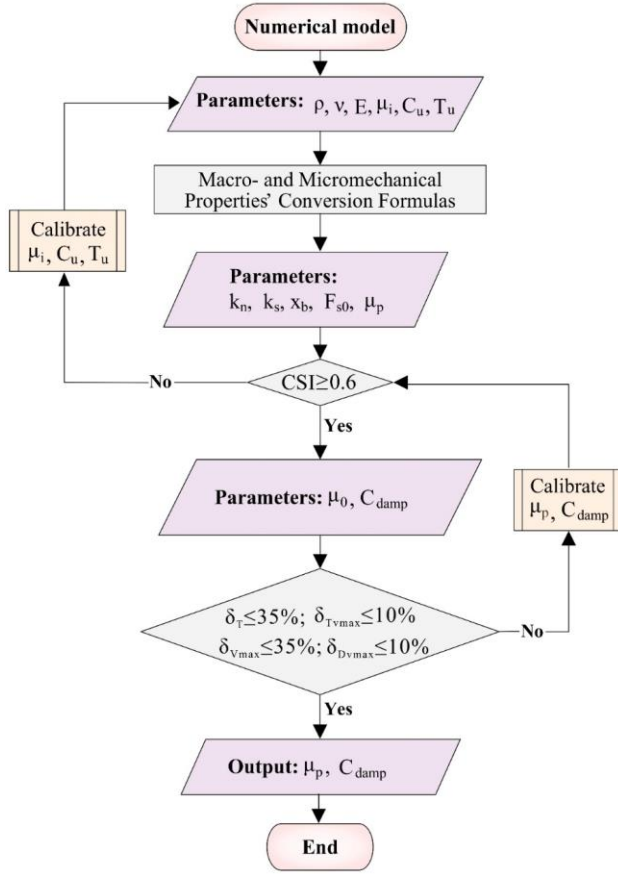 Numerical model
Parameters: ρ, ν, E, μi, Cu, Tu
Macro- and Micromechanical
Properties' Conversion Formulas
Calibrate
μi, Cu, Tu
Parameters:
kn, ks, xb, Fs0, μp
No
CSI≥0.6
Yes
Parameters: μ0, Cdamp
Calibrate
μp, Cdamp
δT≤35%; δTvmax≤10%
δVmax≤35%; δDvmax≤10%
No
Yes
Output: μp, Cdamp
End